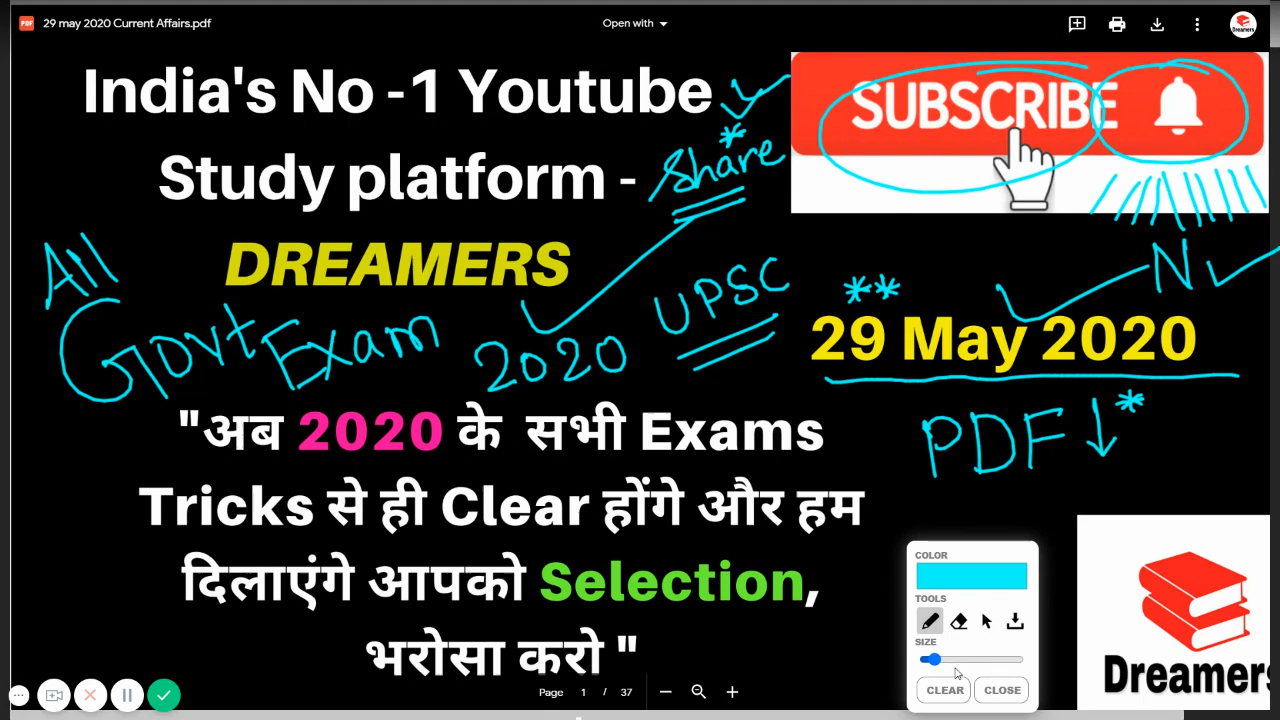 29 may 2020 Current Affairs.pdf
Open with
Dreamers
India's No -1 Youtube
Study platform -
DREAMERS
SUBSCRIBE
Share
All
Govt Exam 2020
UPSC
N
29 May 2020
PDF
"अब 2020 के सभी Exams
Tricks से ही Clear होंगे और हम
दिलाएंगे आपको Selection,
भरोसा करो "
COLOR
TOOLS
SIZE
CLEAR CLOSE
Dreamers
Page 1 / 37